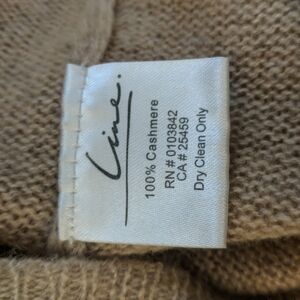 Line.
100% Cashmere
RN # 0103842
CA # 25459
Dry Clean Only